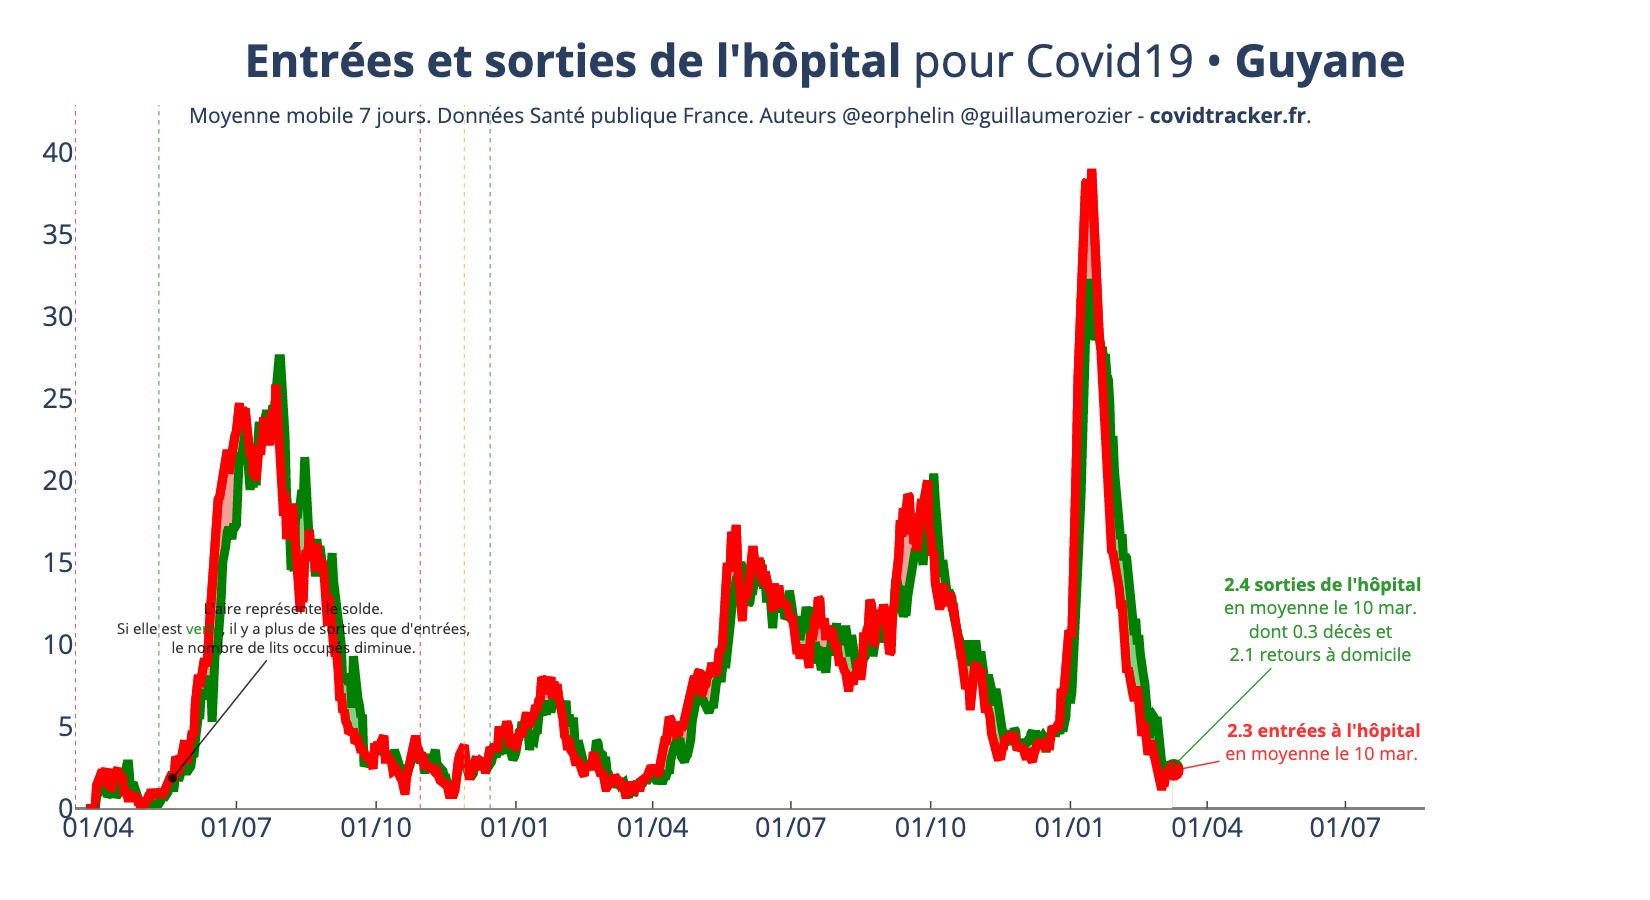 Entrées et sorties de l'hôpital pour Covid19 • Guyane
Moyenne mobile 7 jours. Données Santé publique France. Auteurs @eorphelin @guillaumerozier - covidtracker.fr.
40
35
30
25
20
15
10
5
0
L'aire représente le solde.
Si elle est verte, il y a plus de sorties que d'entrées,
le nombre de lits occupés diminue.
2.4 sorties de l'hôpital
en moyenne le 10 mar.
dont 0.3 décès et
2.1 retours à domicile
2.3 entrées à l'hôpital
en moyenne le 10 mar.
01/04 01/07 01/10 01/01 01/04 01/07 01/10 01/01 01/04 01/07